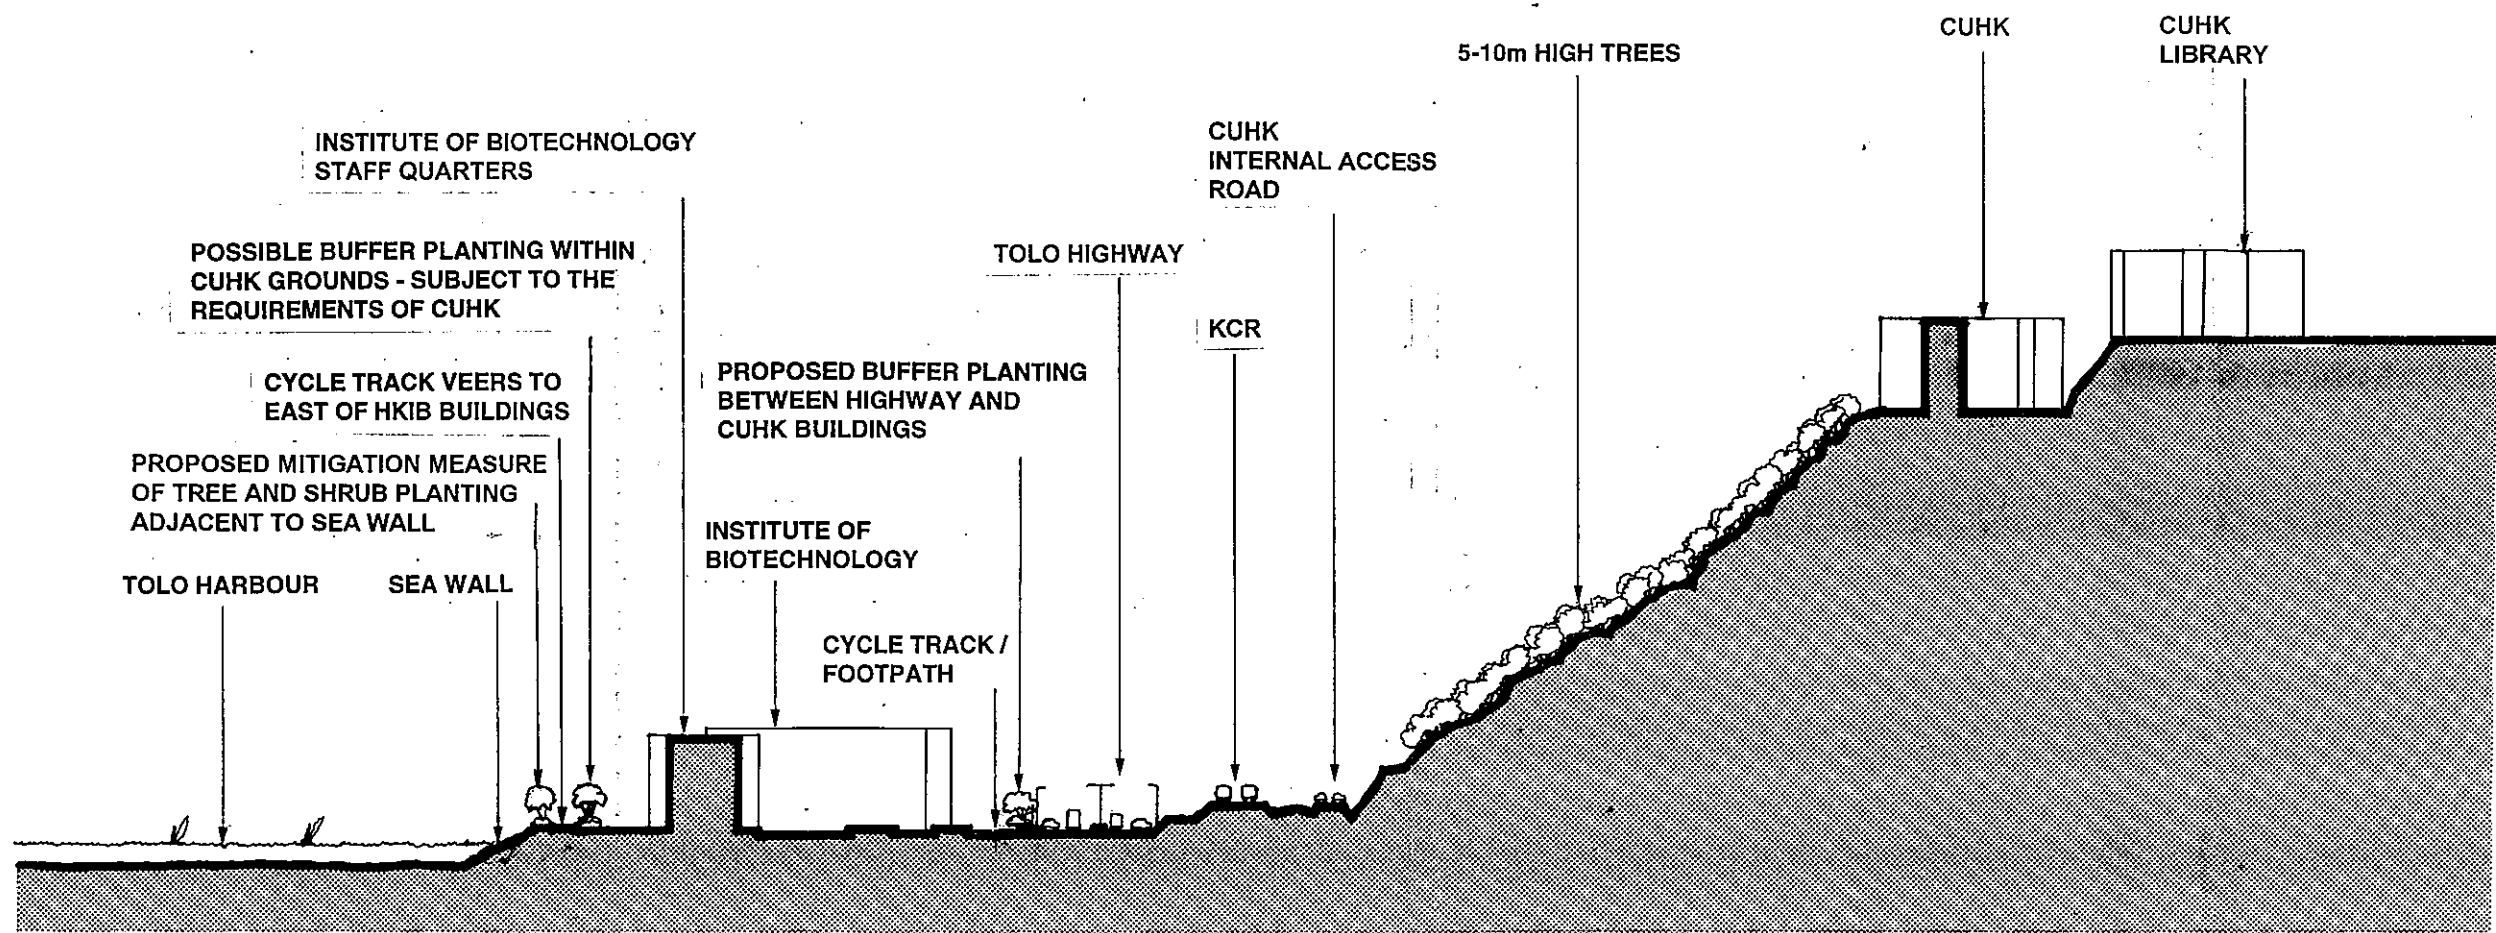 CUHK
CUHK
LIBRARY
5-10m HIGH TREES
CUHK
INTERNAL ACCESS
ROAD
INSTITUTE OF BIOTECHNOLOGY
STAFF QUARTERS
POSSIBLE BUFFER PLANTING WITHIN
CUHK GROUNDS - SUBJECT TO THE
REQUIREMENTS OF CUHK
TOLO HIGHWAY
KCR
CYCLE TRACK VEERS TO
EAST OF HKIB BUILDINGS
PROPOSED BUFFER PLANTING
BETWEEN HIGHWAY AND
CUHK BUILDINGS
PROPOSED MITIGATION MEASURE
OF TREE AND SHRUB PLANTING
ADJACENT TO SEA WALL
INSTITUTE OF
BIOTECHNOLOGY
TOLO HARBOUR
SEA WALL
CYCLE TRACK /
FOOTPATH